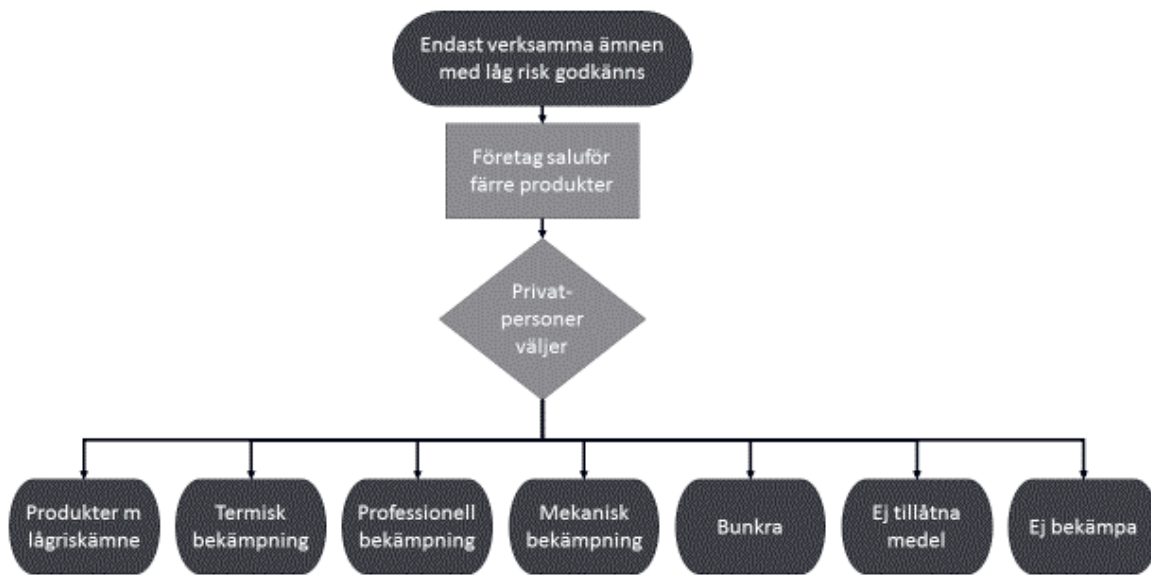 Endast verksamma ämnen
med låg risk godkänns
Företag saluför
färre produkter
Privat-
personer
väljer
Produkter m
lågriskämne
Termisk
bekämpning
Professionell
bekämpning
Mekanisk
bekämpning
Bunkra
Ej tillåtna
medel
Ej bekämpa